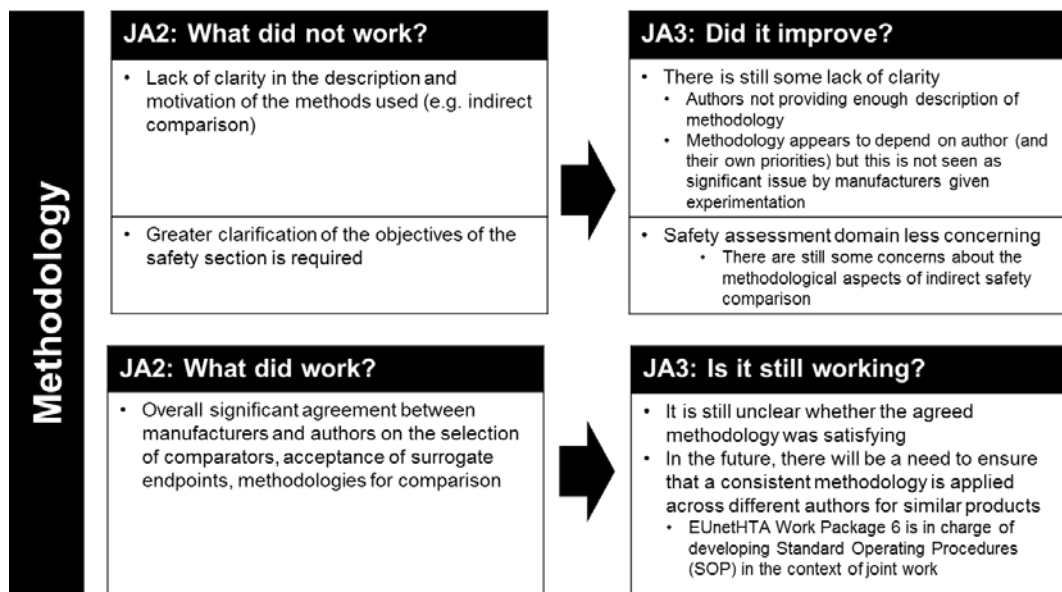 Methodology
JA2: What did not work?
• Lack of clarity in the description and
motivation of the methods used (e.g. indirect
comparison)
• Greater clarification of the objectives of the
safety section is required
JA3: Did it improve?
• There is still some lack of clarity
• Authors not providing enough description of
methodology
• Methodology appears to depend on author (and
their own priorities) but this is not seen as
significant issue by manufacturers given
experimentation
• Safety assessment domain less concerning
• There are still some concerns about the
methodological aspects of indirect safety
comparison
JA2: What did work?
• Overall significant agreement between
manufacturers and authors on the selection
of comparators, acceptance of surrogate
endpoints, methodologies for comparison
JA3: Is it still working?
• It is still unclear whether the agreed
methodology was satisfying
• In the future, there will be a need to ensure
that a consistent methodology is applied
across different authors for similar products
• EUnetHTA Work Package 6 is in charge of
developing Standard Operating Procedures
(SOP) in the context of joint work